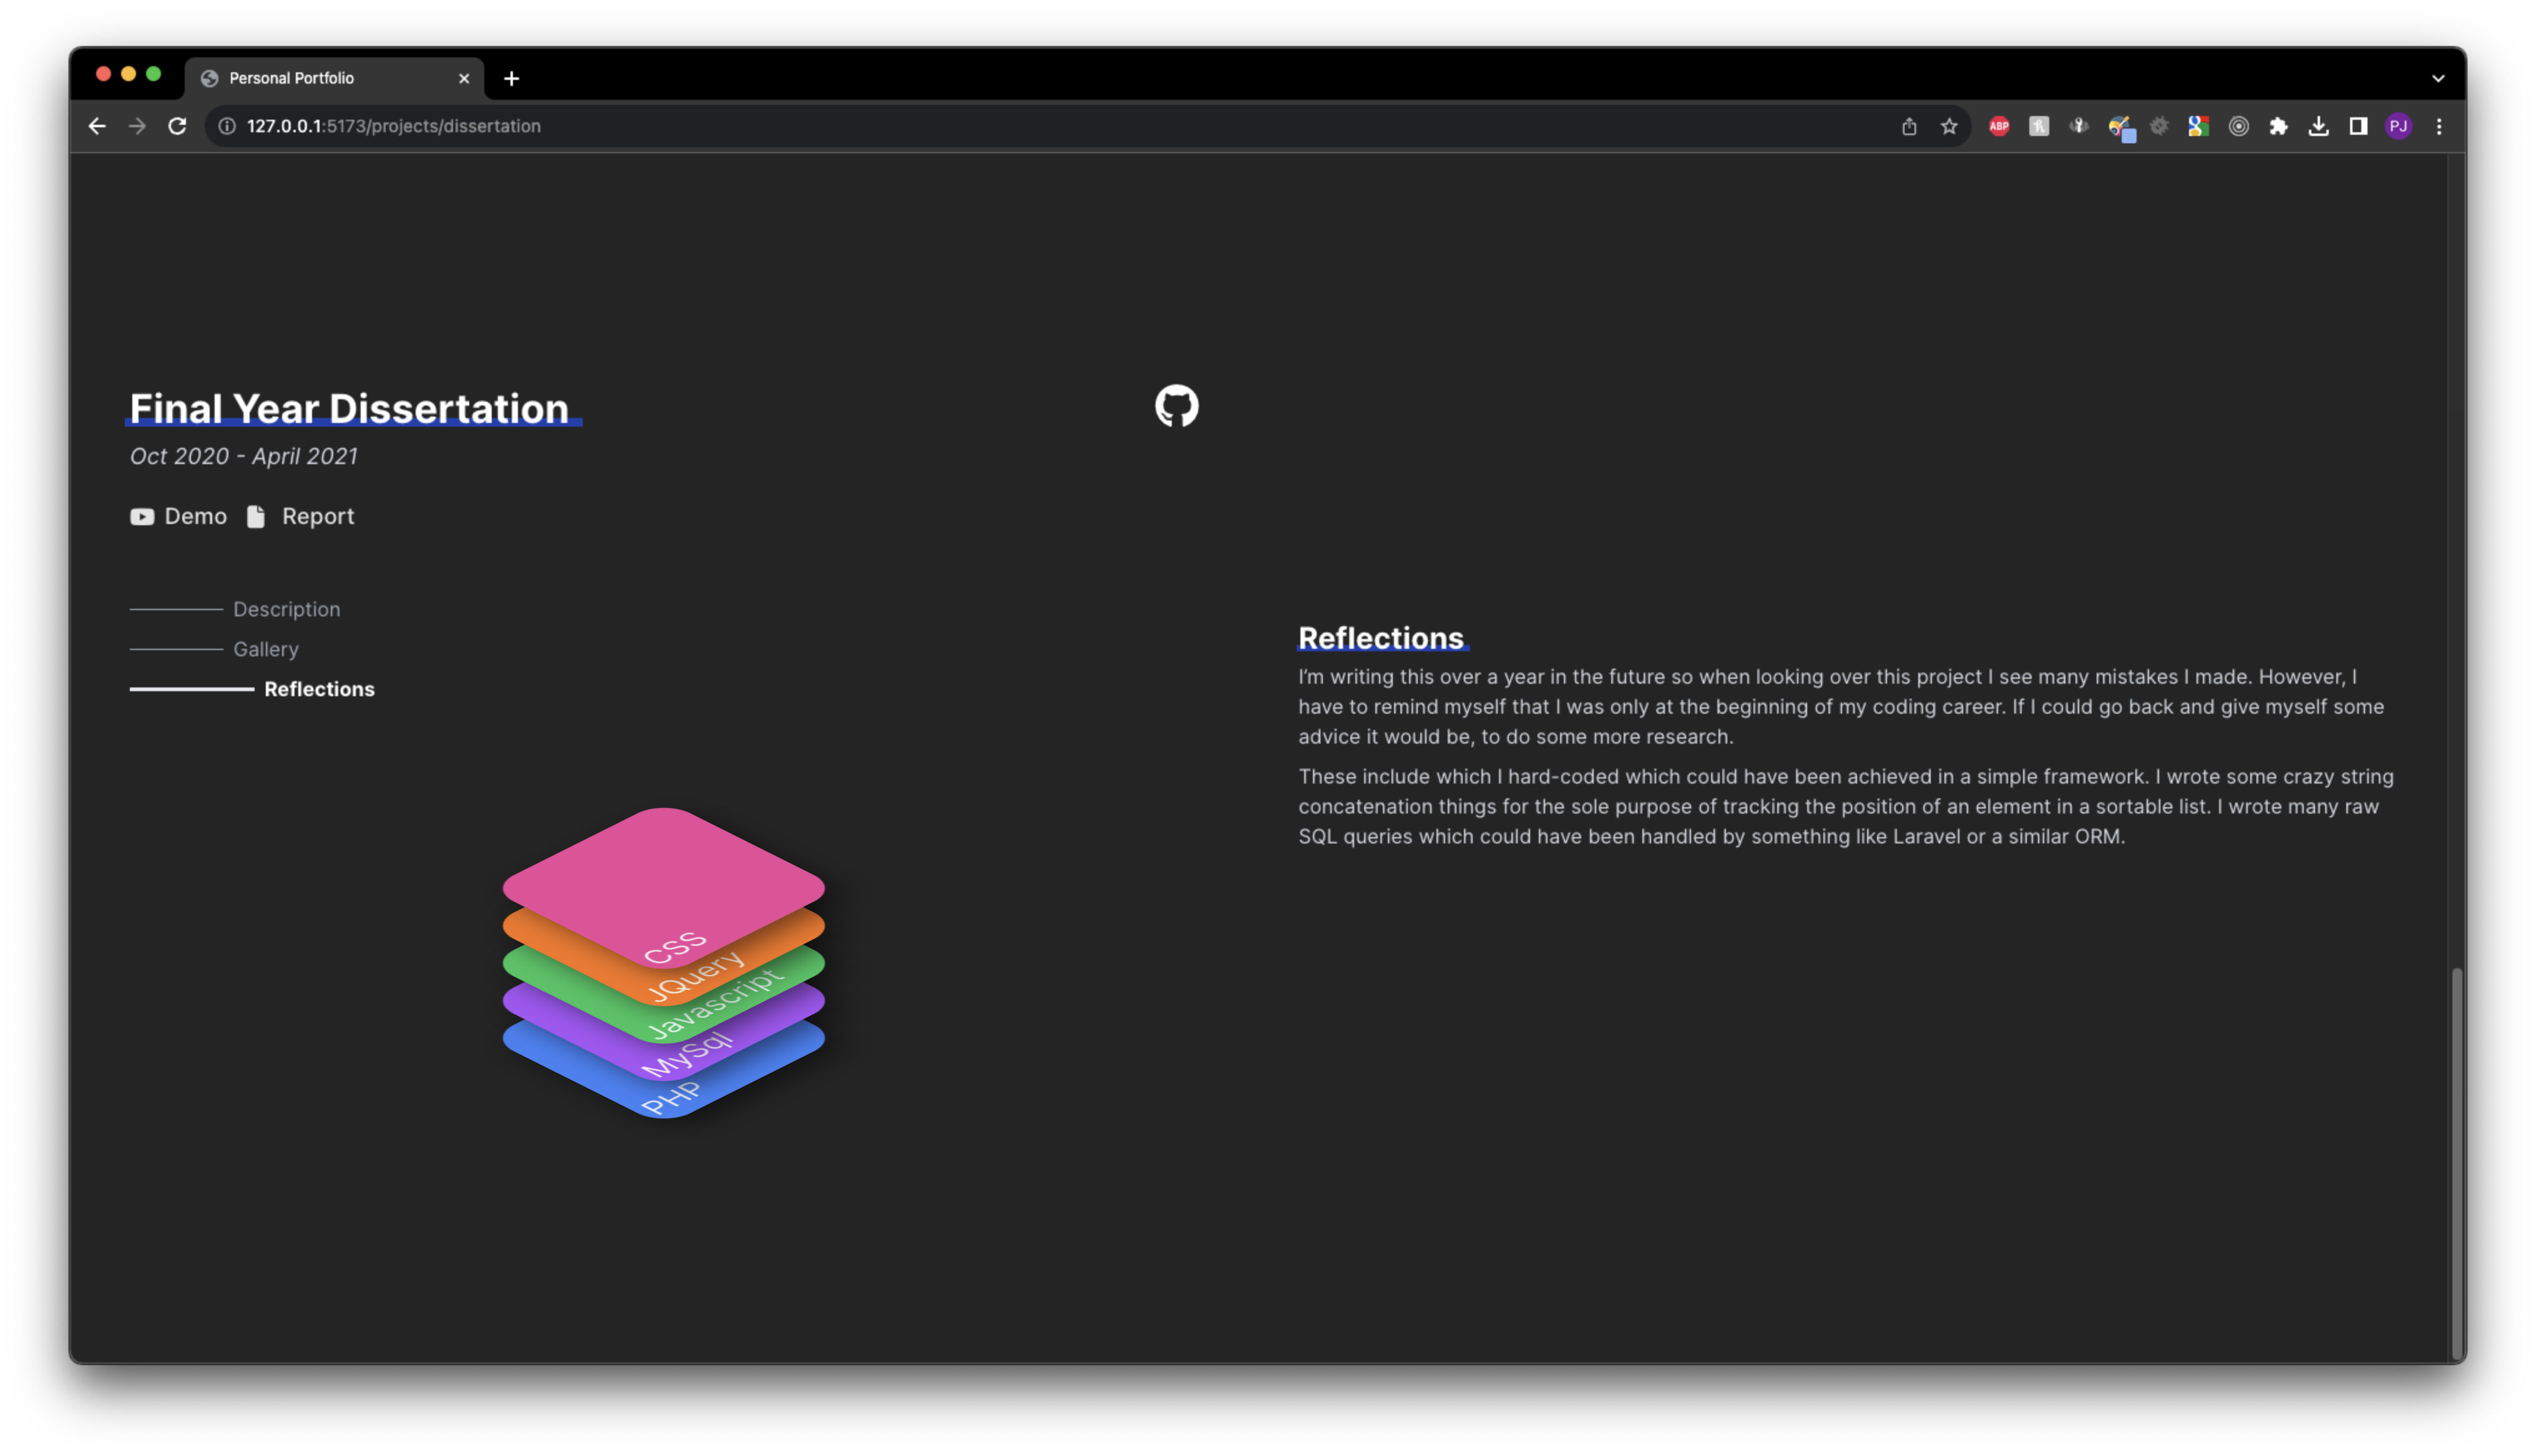 Personal Portfolio
127.0.0.1:5173/projects/dissertation
ABP
PJ
Final Year Dissertation
Oct 2020 - April 2021
Demo Report
Description
Gallery
Reflections
CSS
JQuery
Javascript
MySql
PHP
Reflections
I'm writing this over a year in the future so when looking over this project I see many mistakes I made. However, I
have to remind myself that I was only at the beginning of my coding career. If I could go back and give myself some
advice it would be, to do some more research.
These include which I hard-coded which could have been achieved in a simple framework. I wrote some crazy string
concatenation things for the sole purpose of tracking the position of an element in a sortable list. I wrote many raw
SQL queries which could have been handled by something like Laravel or a similar ORM.